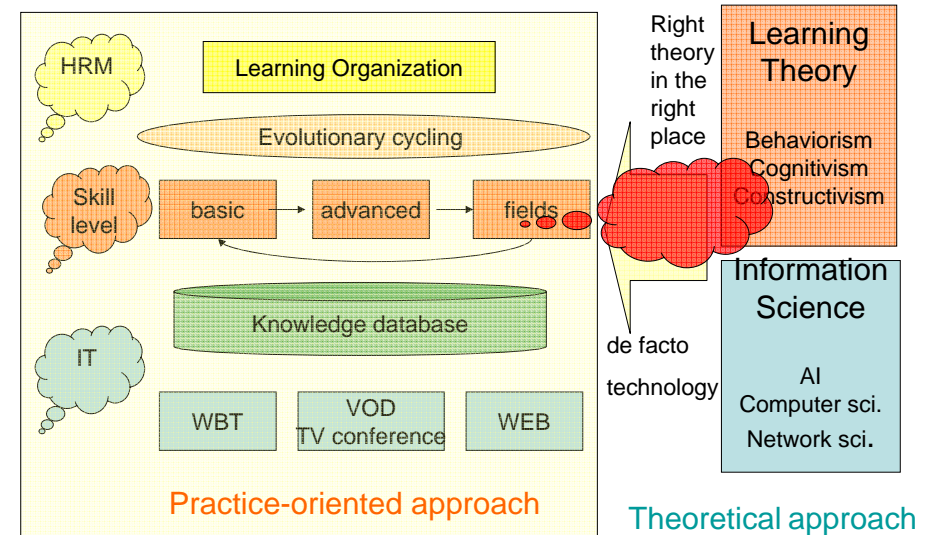 HRM
Learning Organization
Evolutionary cycling
Skill
level
basic
advanced
fields
Knowledge database
IT
WBT
VOD
TV conference
WEB
Practice-oriented approach
Right
theory
in the
right
place
de facto
technology
Learning
Theory
Behaviorism
Cognitivism
Constructivism
Information
Science
AI
Computer sci.
Network sci.
Theoretical approach